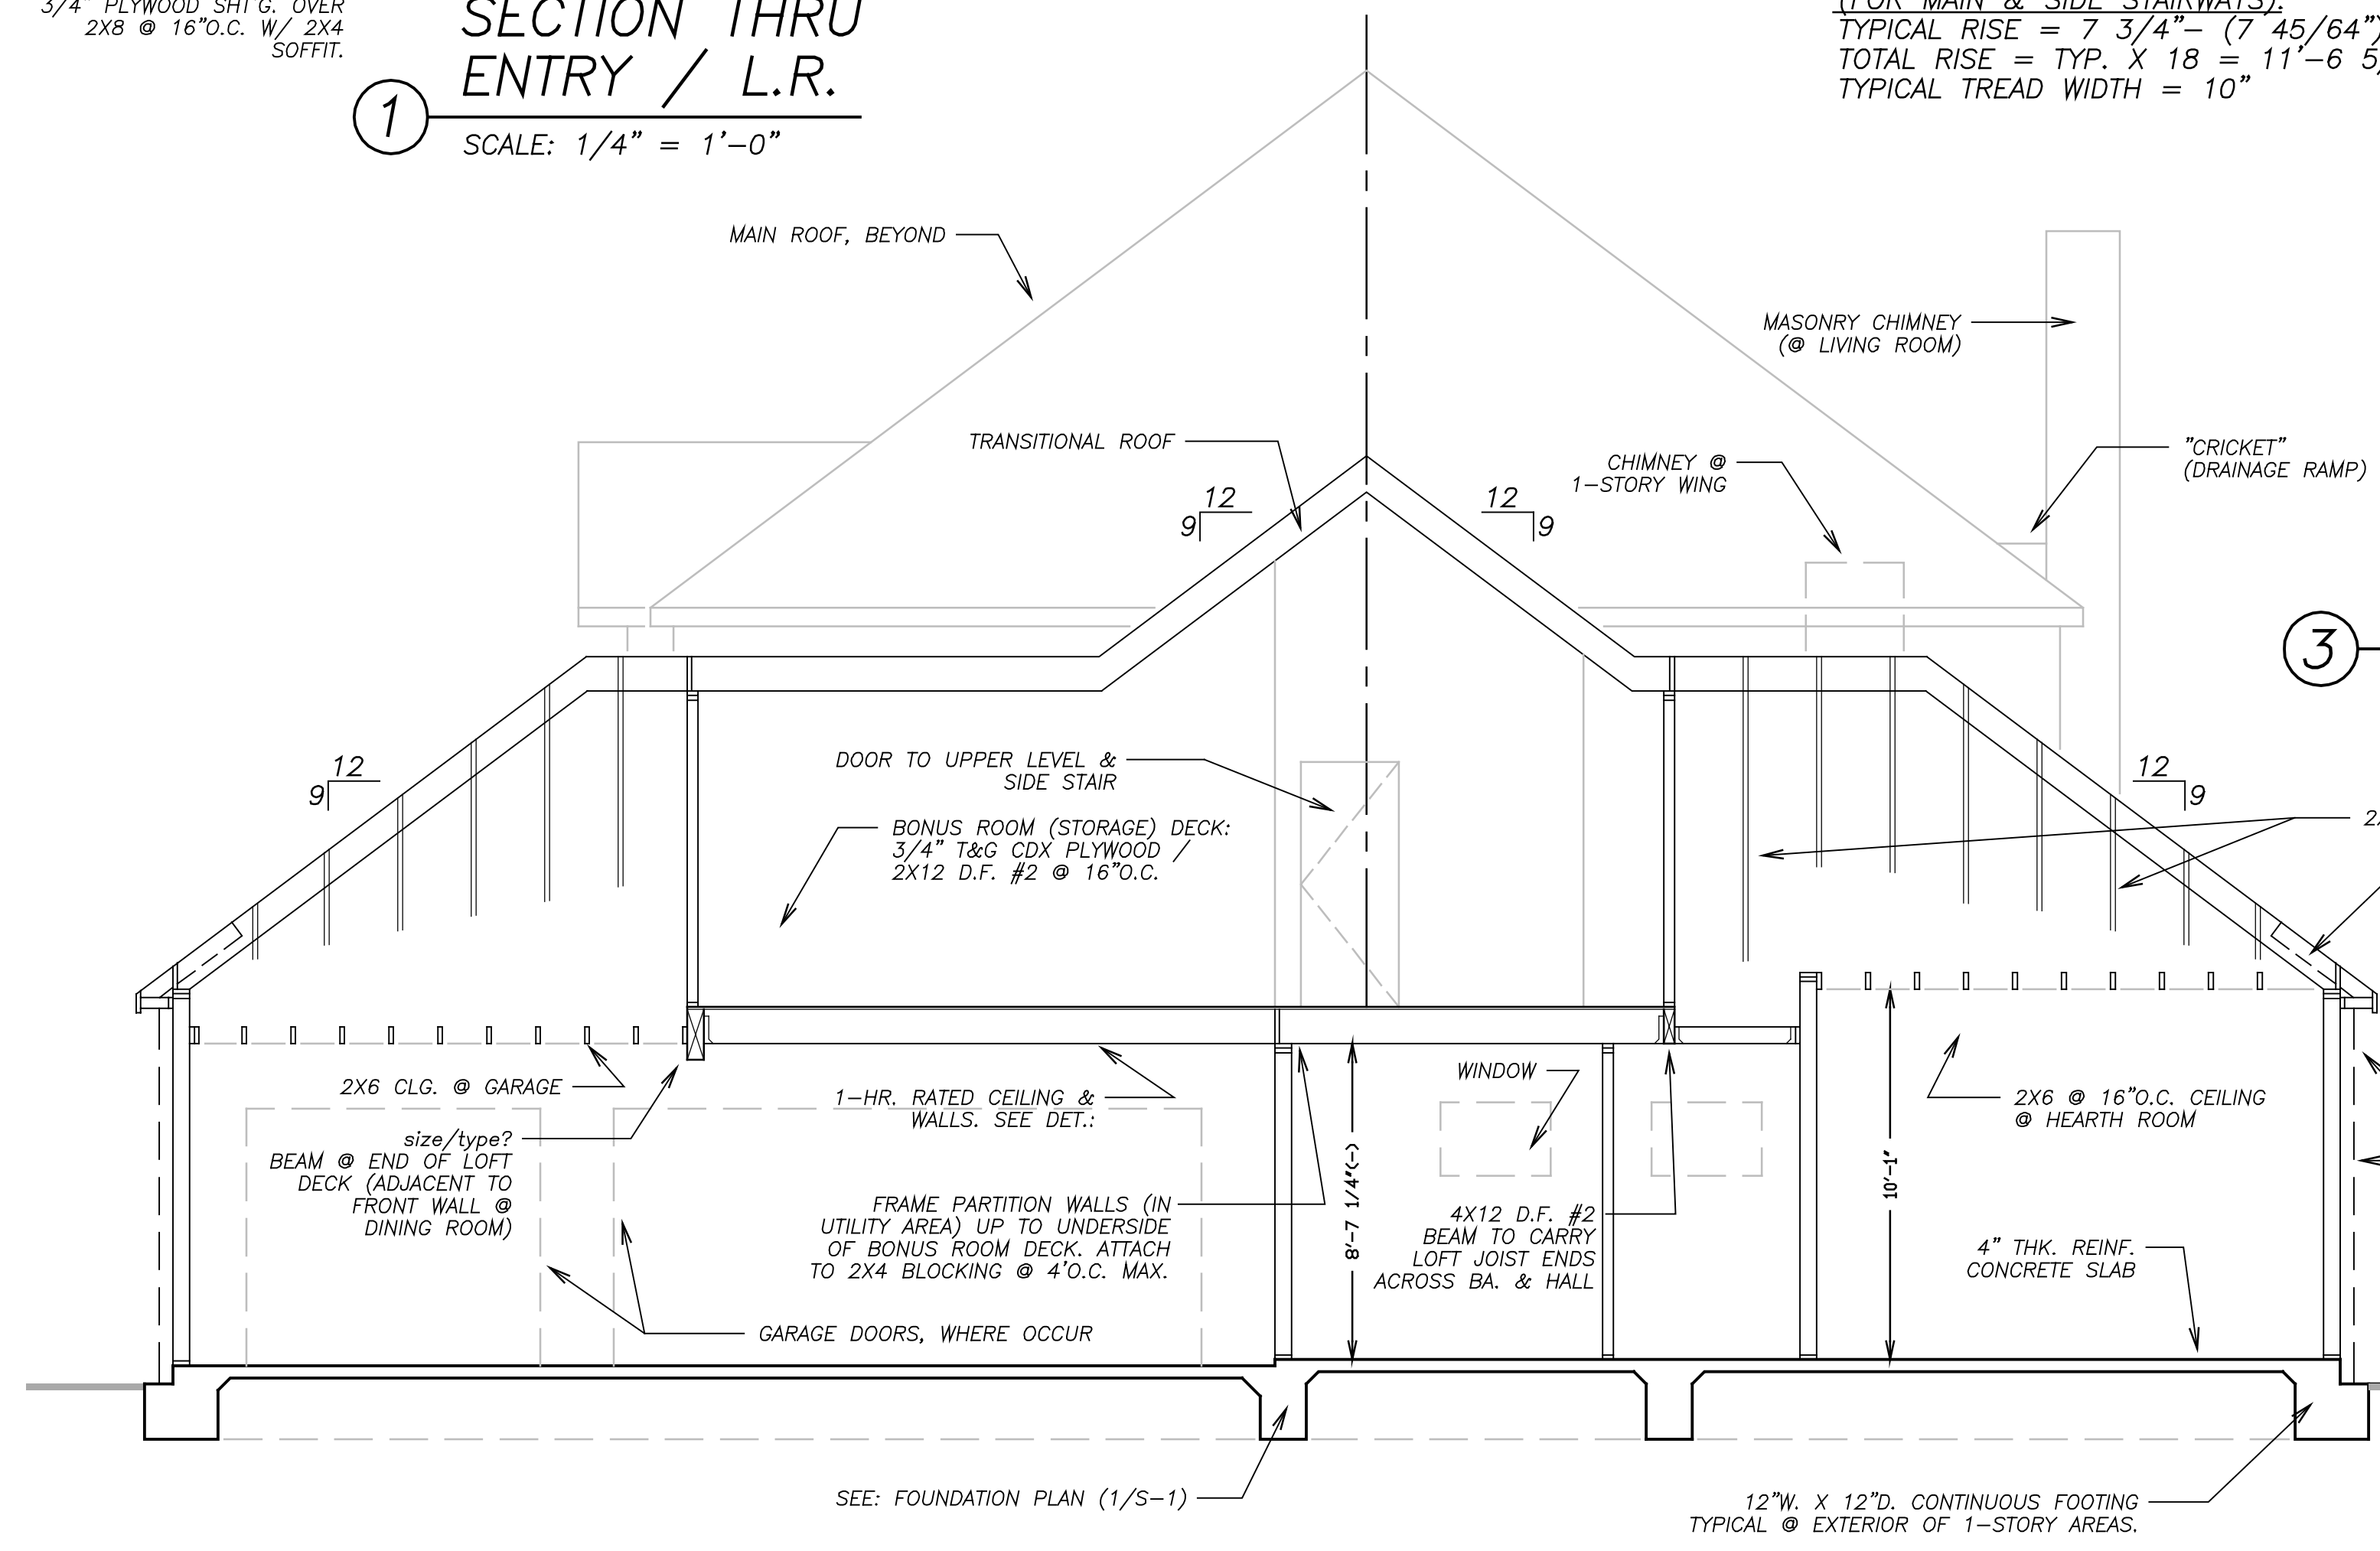 3/4" PLYWOOD SHT'G. OVER
2X8 @ 16"O.C. W/ 2X4
SOFFIT.
SECTION THRU
ENTRY / L.R.
1
SCALE: 1/4" = 1'-0"
(FOR MAIN & SIDE STAIRWAYS):
TYPICAL RISE = 7 3/4"- (7 45/64")
TOTAL RISE = TYP. X 18 = 11'-6 5/
TYPICAL TREAD WIDTH = 10"
MAIN ROOF, BEYOND
MASONRY CHIMNEY
(@ LIVING ROOM)
TRANSITIONAL ROOF
CHIMNEY @
1-STORY WING
"CRICKET"
(DRAINAGE RAMP)
12
9
12
9
3
12
9
12
9
DOOR TO UPPER LEVEL &
SIDE STAIR
BONUS ROOM (STORAGE) DECK:
3/4" T&G CDX PLYWOOD /
2X12 D.F. #2 @ 16"O.C.
2X6 CLG. @ GARAGE
size/type?
BEAM @ END OF LOFT
DECK (ADJACENT TO
FRONT WALL @
DINING ROOM)
1-HR. RATED CEILING &
WALLS. SEE DET.:
FRAME PARTITION WALLS (IN
UTILITY AREA) UP TO UNDERSIDE
OF BONUS ROOM DECK. ATTACH
TO 2X4 BLOCKING @ 4'O.C. MAX.
GARAGE DOORS, WHERE OCCUR
8'-7 1/4"(-)
WINDOW
4X12 D.F. #2
BEAM TO CARRY
LOFT JOIST ENDS
ACROSS BA. & HALL
10'-1"
2X6 @ 16"O.C. CEILING
@ HEARTH ROOM
4" THK. REINF.
CONCRETE SLAB
SEE: FOUNDATION PLAN (1/S-1)
12"W. X 12"D. CONTINUOUS FOOTING
TYPICAL @ EXTERIOR OF 1-STORY AREAS.